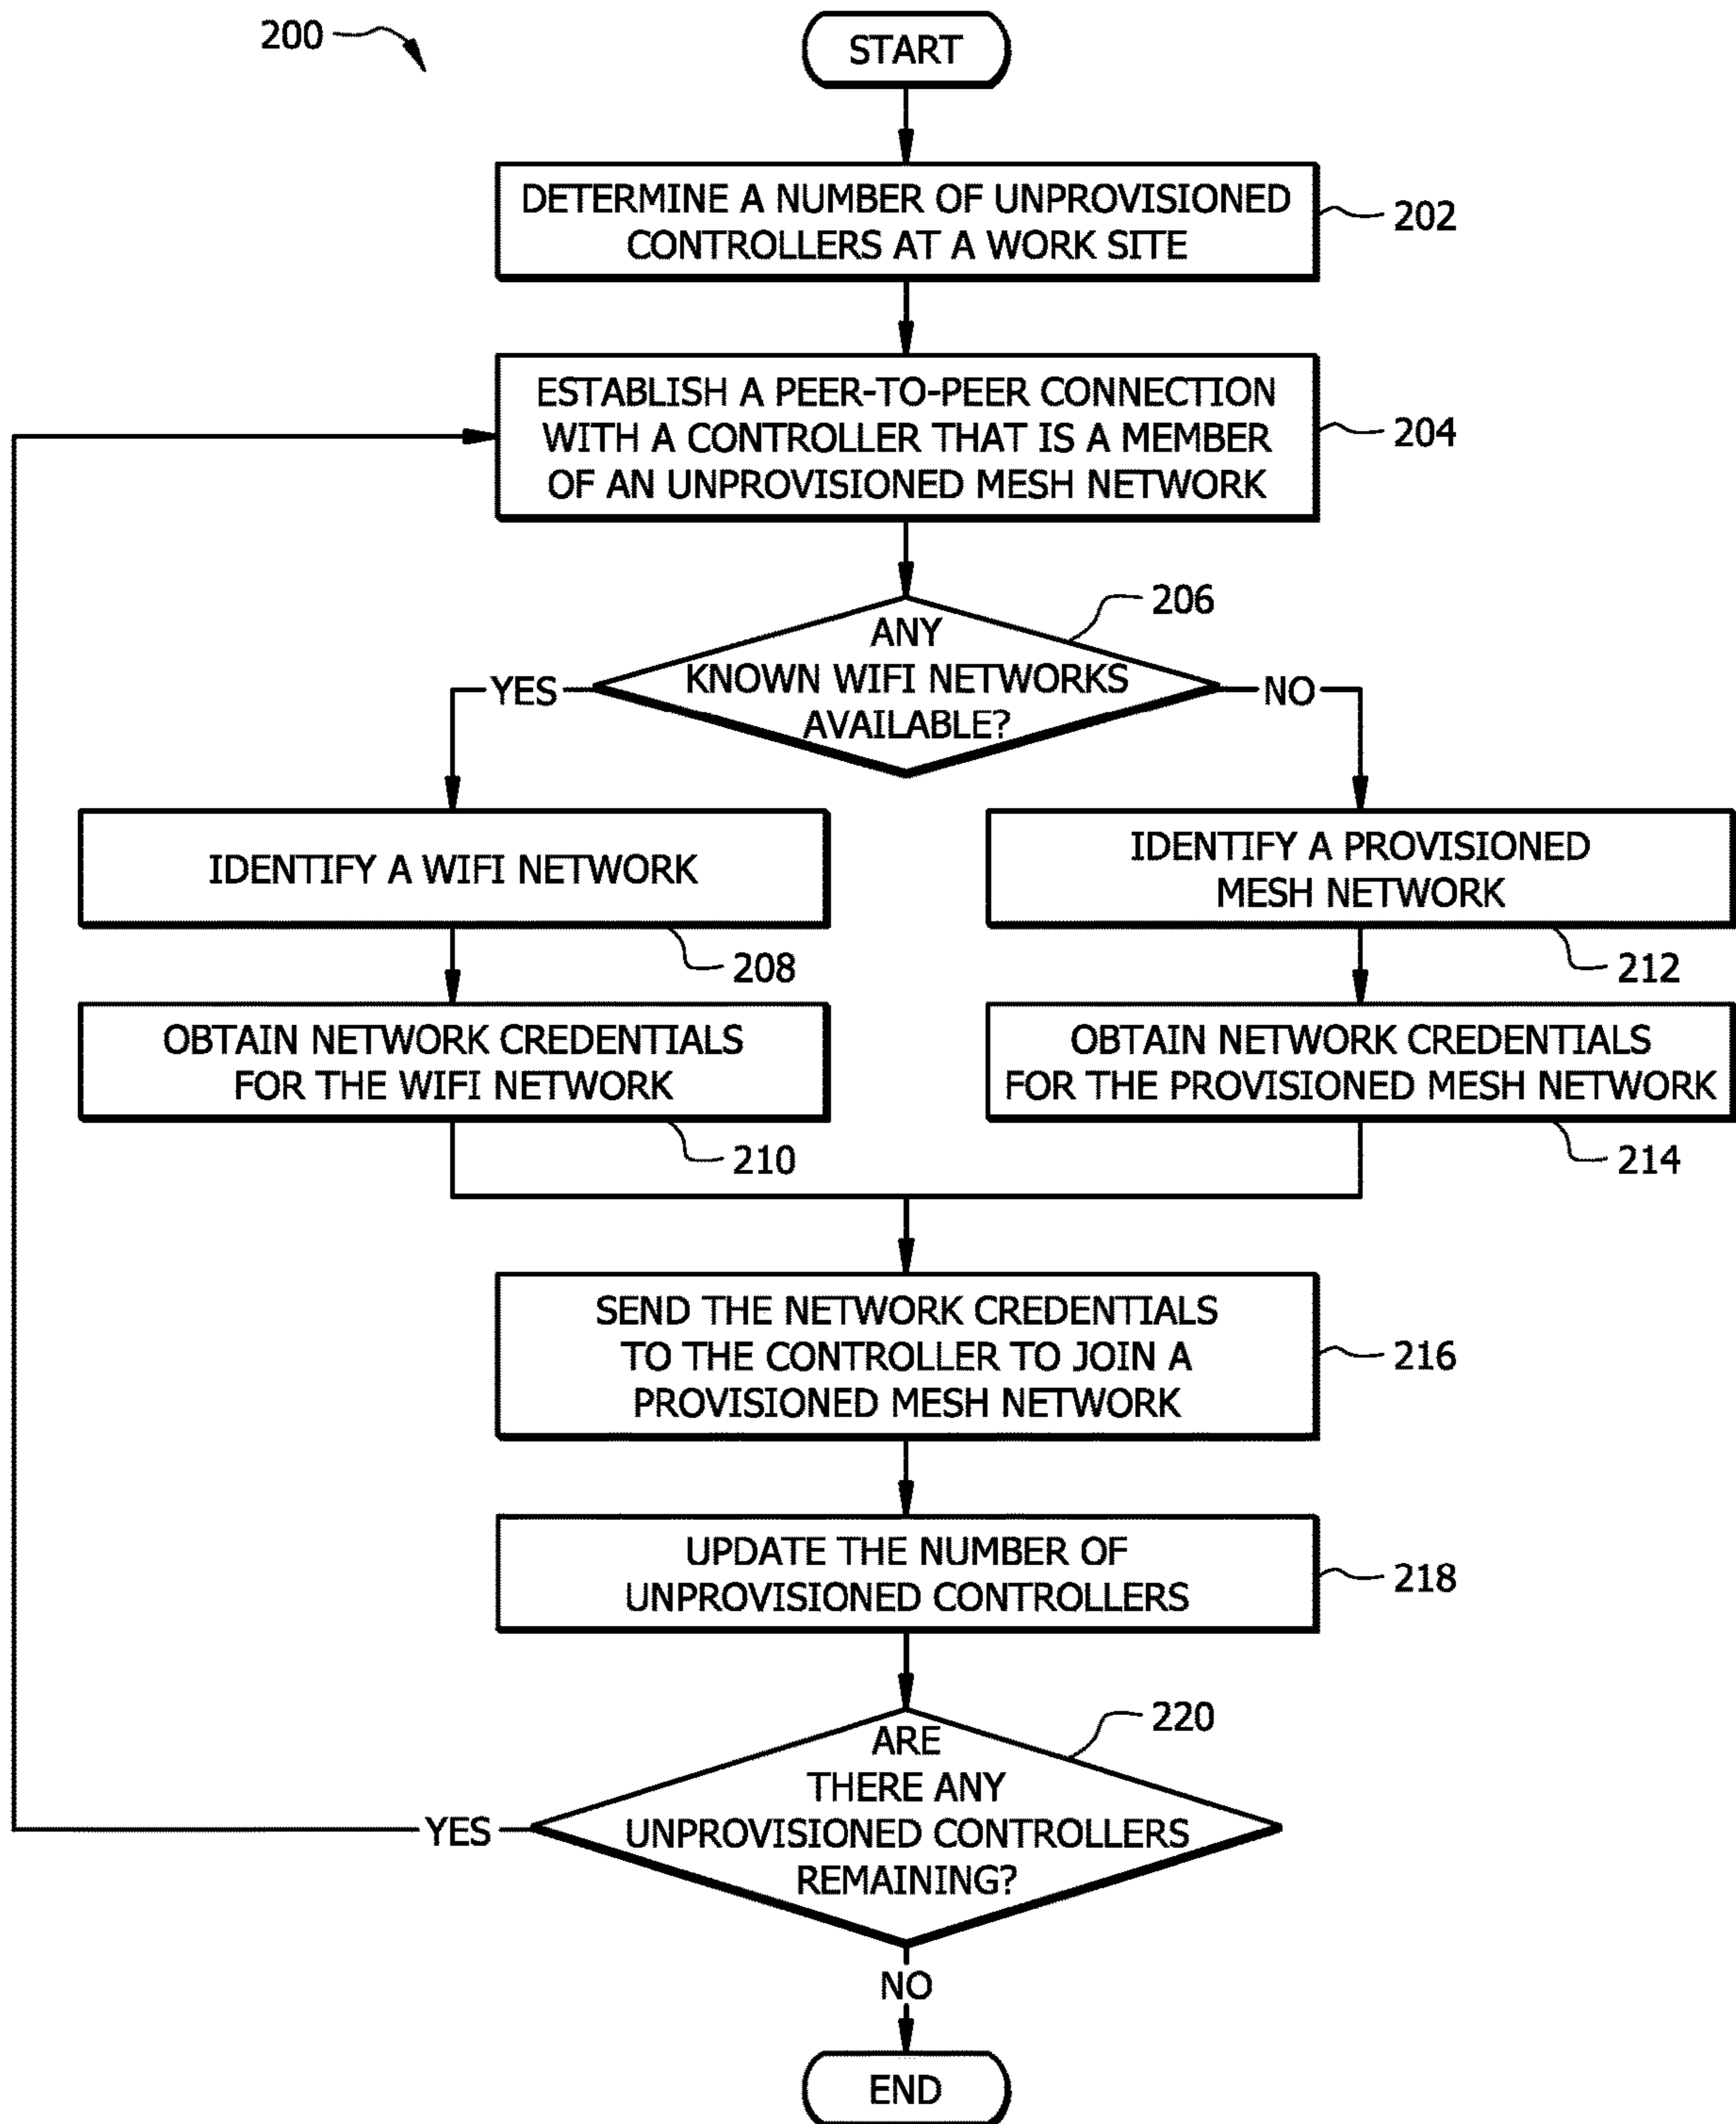 200
START
DETERMINE A NUMBER OF UNPROVISIONED
CONTROLLERS AT A WORK SITE
202
ESTABLISH A PEER-TO-PEER CONNECTION
WITH A CONTROLLER THAT IS A MEMBER
OF AN UNPROVISIONED MESH NETWORK
204
206
ANY
KNOWN WIFI NETWORKS
AVAILABLE?
YES
NO
IDENTIFY A WIFI NETWORK
208
IDENTIFY A PROVISIONED
MESH NETWORK
212
OBTAIN NETWORK CREDENTIALS
FOR THE WIFI NETWORK
210
OBTAIN NETWORK CREDENTIALS
FOR THE PROVISIONED MESH NETWORK
214
SEND THE NETWORK CREDENTIALS
TO THE CONTROLLER TO JOIN A
PROVISIONED MESH NETWORK
216
UPDATE THE NUMBER OF
UNPROVISIONED CONTROLLERS
218
220
ARE
THERE ANY
UNPROVISIONED CONTROLLERS
REMAINING?
YES
NO
END